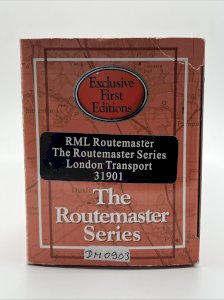 Exclusive
First
Editions
RML Routemaster
The Routemaster Series
London Transport
31901
The
Routemaster
Series
DM0903